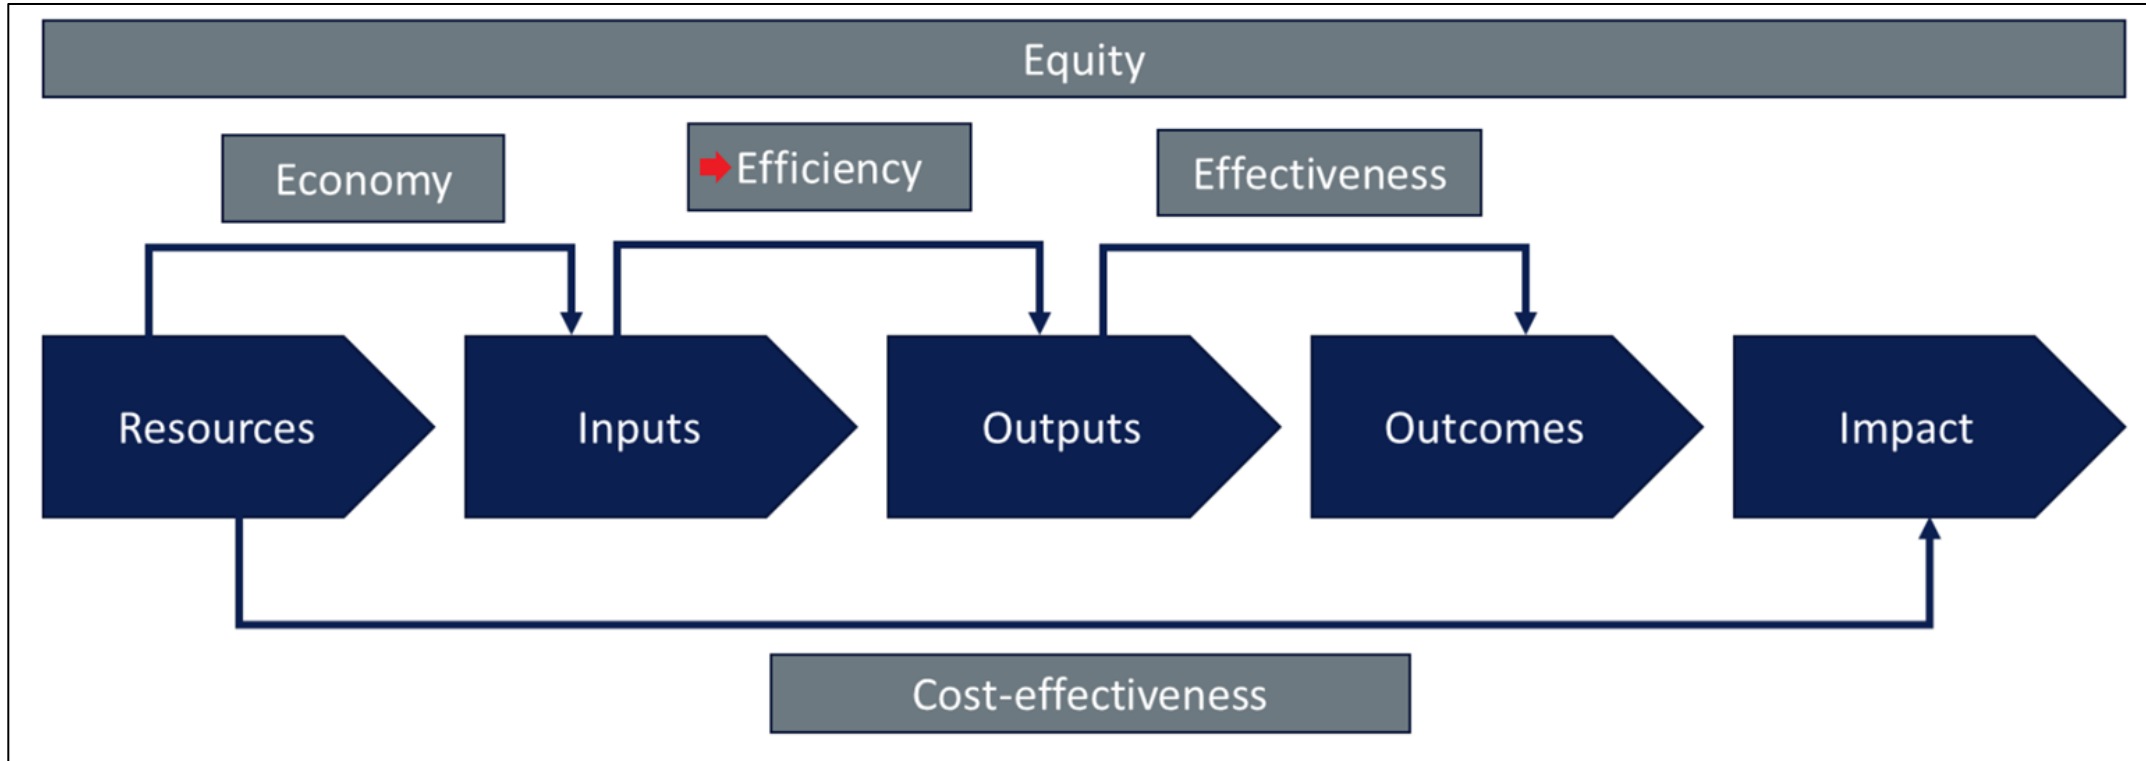 Equity
Economy
Efficiency
Effectiveness
Resources
Inputs
Outputs
Outcomes
Impact
Cost-effectiveness